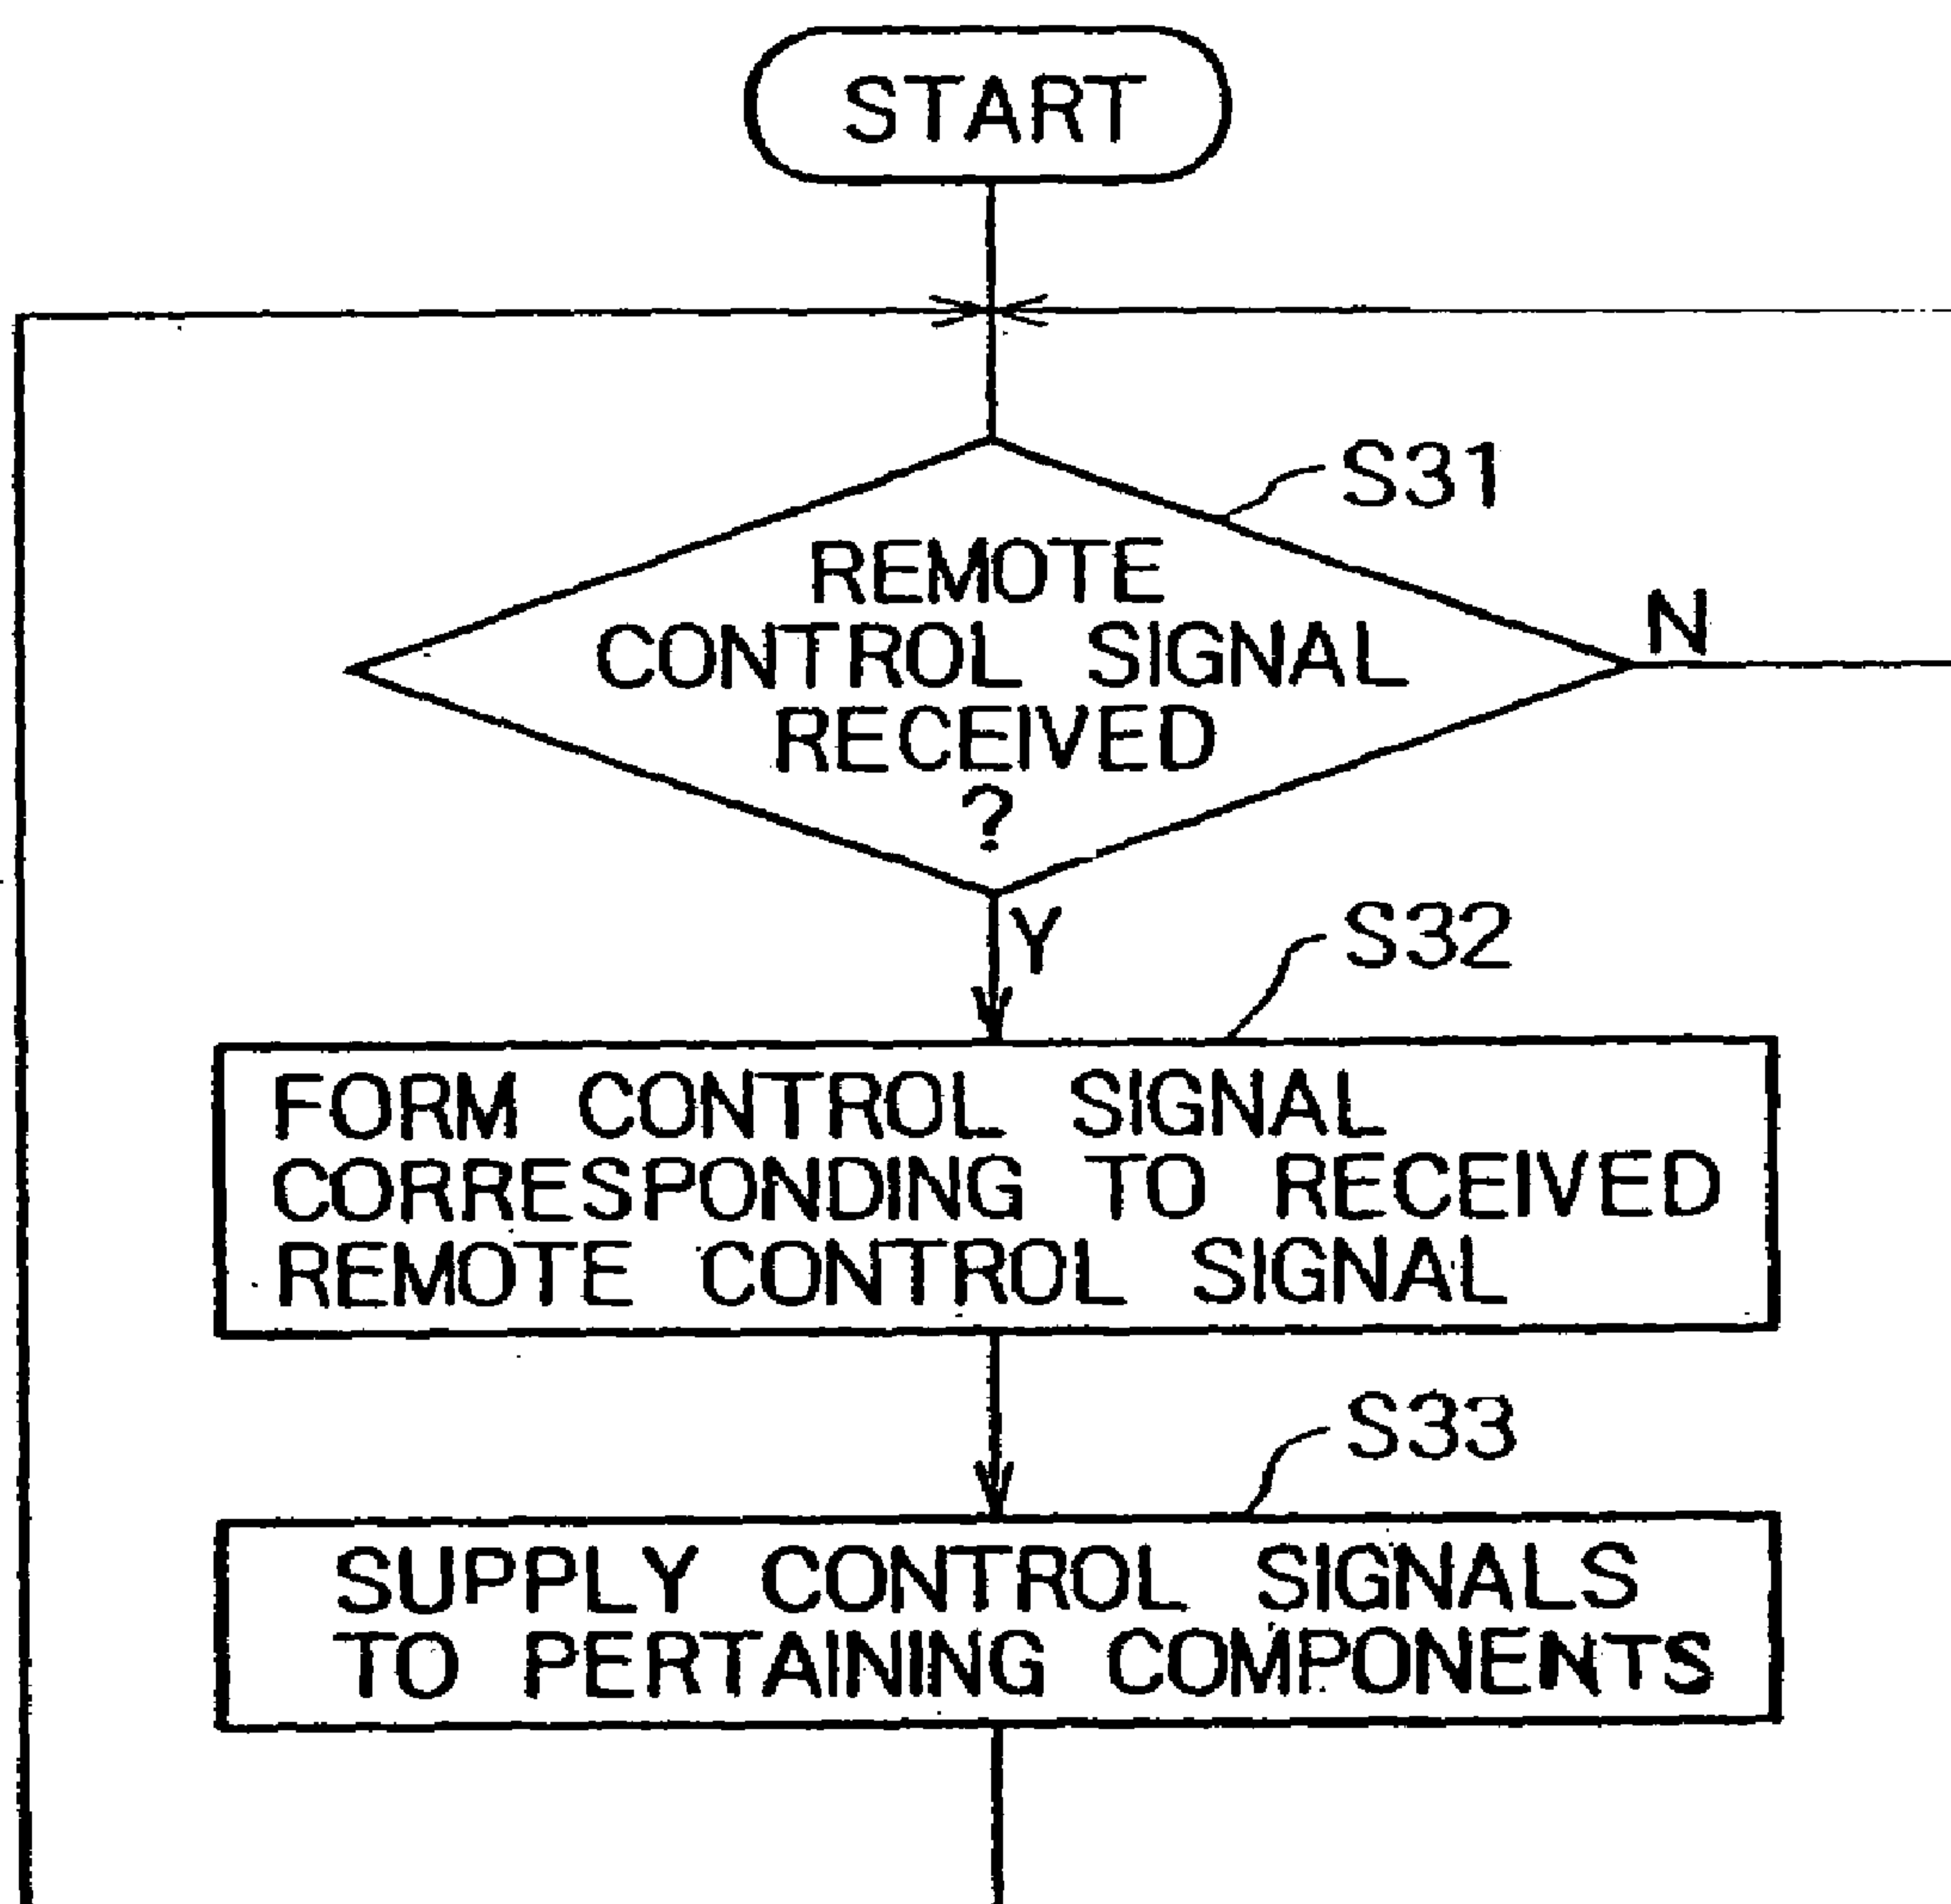 START
S31
REMOTE
CONTROL SIGNAL
RECEIVED
?
N
Y
S32
FORM CONTROL SIGNAL
CORRESPONDING TO RECEIVED
REMOTE CONTROL SIGNAL
S33
SUPPLY CONTROL SIGNALS
TO PERTAINING COMPONENTS